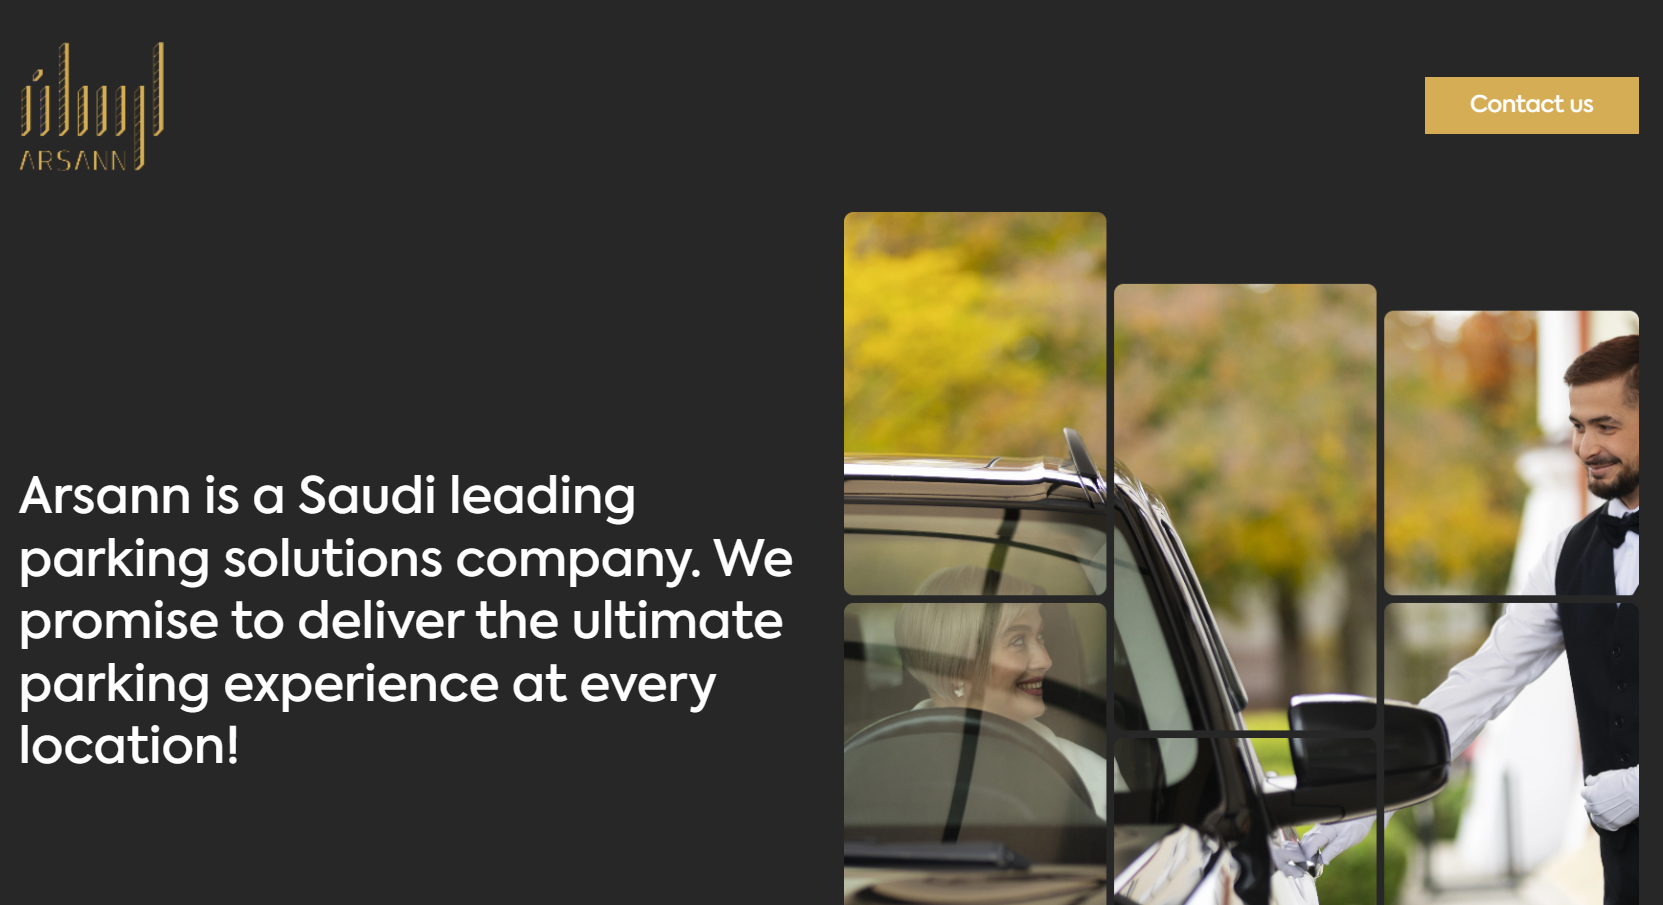 ارسان
ARSANN
Contact us
Arsann is a Saudi leading
parking solutions company. We
promise to deliver the ultimate
parking experience at every
location!